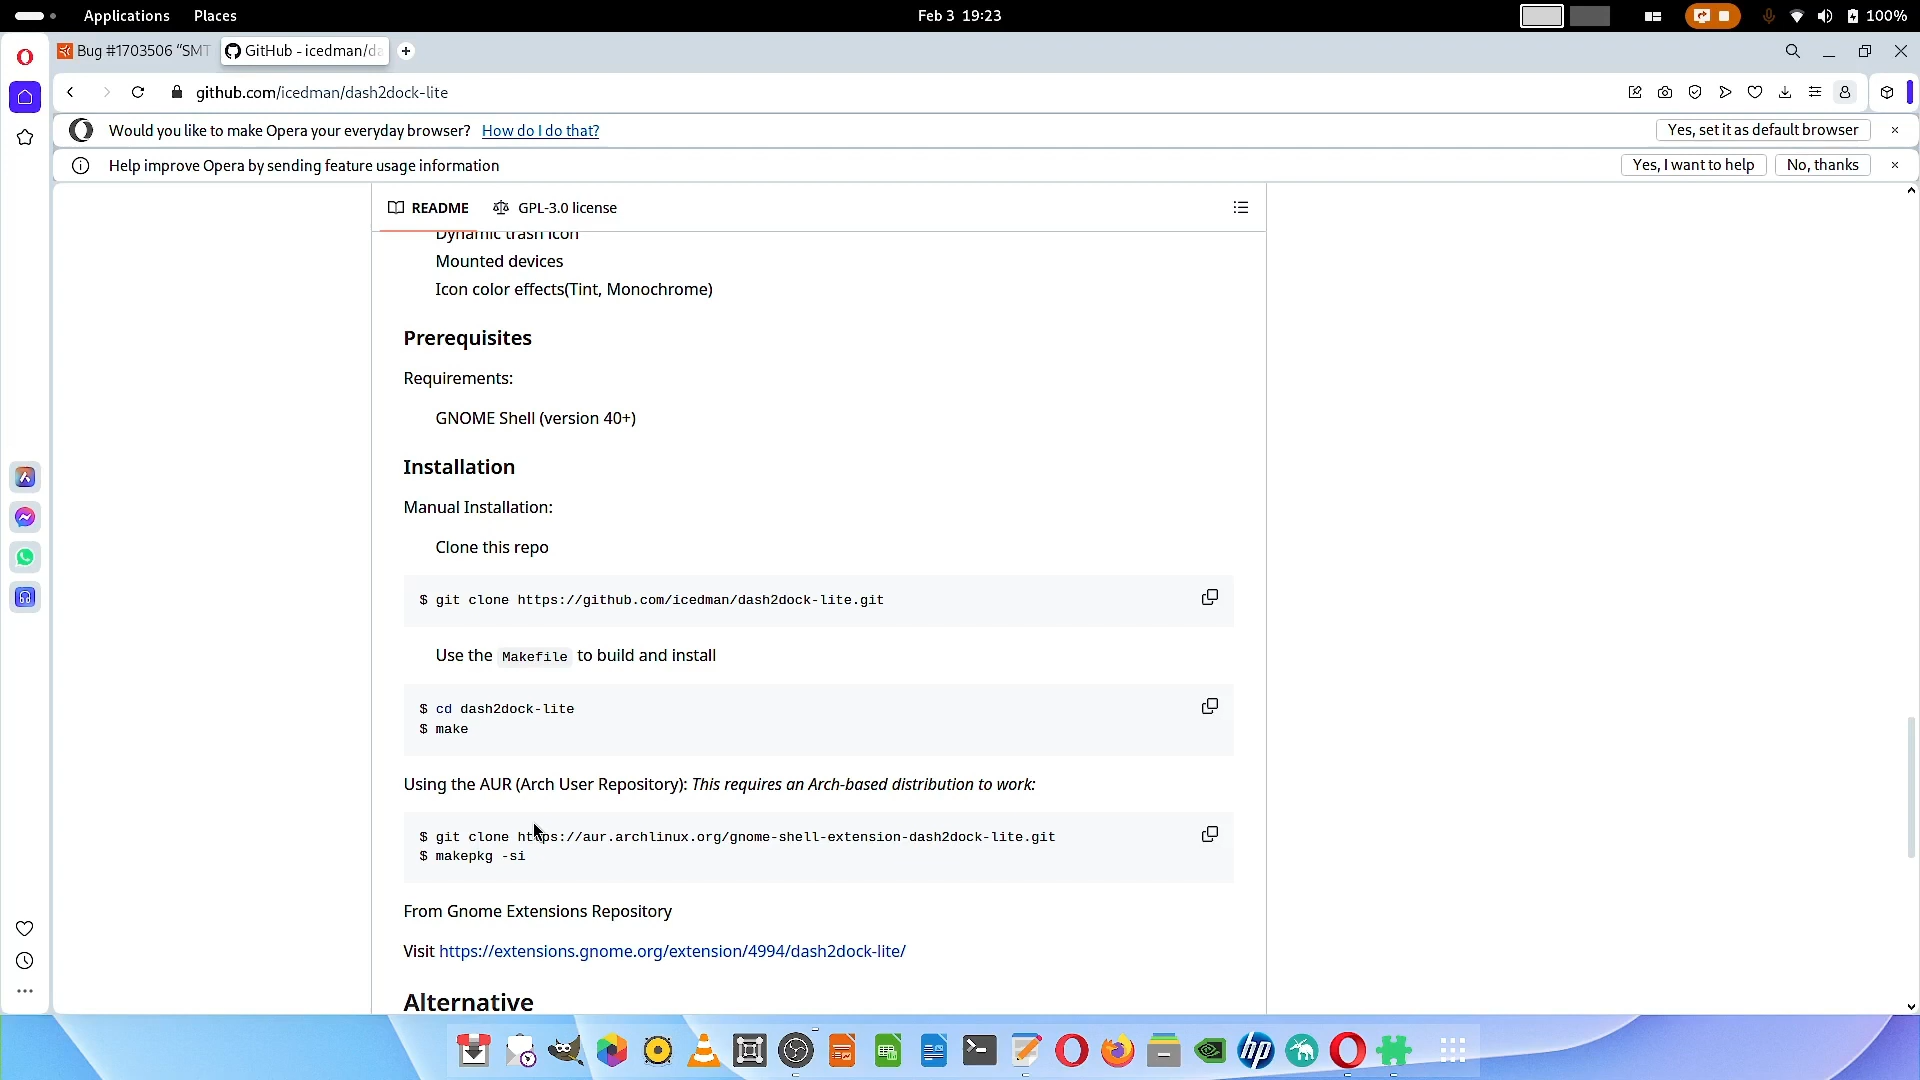 Applications Places Feb 3 19:23 100%
Bug #1703506 “SMT GitHub - icedman/da
github.com/icedman/dash2dock-lite
Would you like to make Opera your everyday browser? How do I do that? Yes, set it as default browser
Help improve Opera by sending feature usage information Yes, I want to help No, thanks
README GPL-3.0 license
Dynamic trash icon
Mounted devices
Icon color effects(Tint, Monochrome)
Prerequisites
Requirements:
GNOME Shell (version 40+)
Installation
Manual Installation:
Clone this repo
$ git clone https://github.com/icedman/dash2dock-lite.git
Use the Makefile to build and install
$ cd dash2dock-lite
$ make
Using the AUR (Arch User Repository): This requires an Arch-based distribution to work:
$ git clone https://aur.archlinux.org/gnome-shell-extension-dash2dock-lite.git
$ makepkg -si
From Gnome Extensions Repository
Visit https://extensions.gnome.org/extension/4994/dash2dock-lite/
Alternative
hp